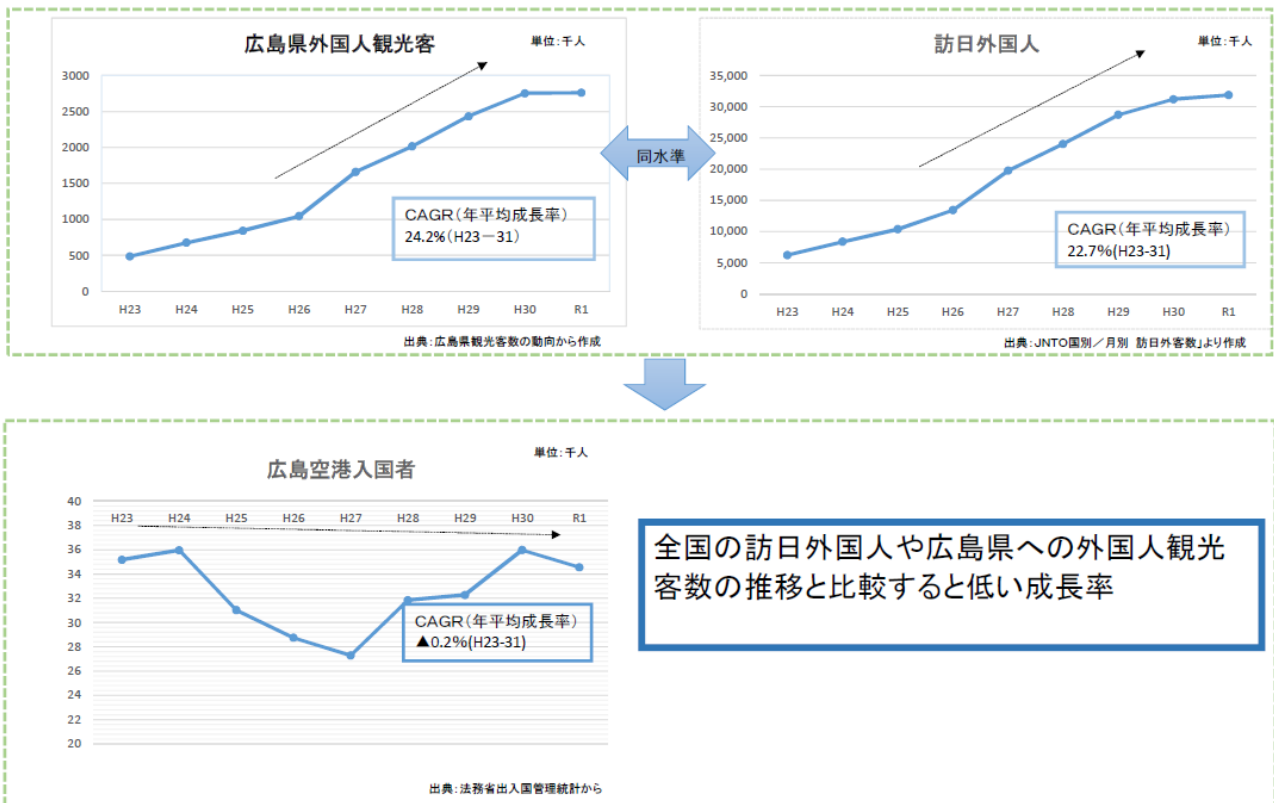 広島県外国人観光客
単位:千人
3000
2500
2000
1500
1000
500
0
H23 H24 H25 H26 H27 H28 H29 H30 R1
CAGR(年平均成長率)
24.2%(H23-31)
出典:広島県観光客数の動向から作成
同水準
訪日外国人
単位:千人
35,000
30,000
25,000
20,000
15,000
10,000
5,000
0
H23 H24 H25 H26 H27 H28 H29 H30 R1
CAGR(年平均成長率)
22.7%(H23-31)
出典:JNTO国別/月別 訪日外客数」より作成
広島空港入国者
単位:千人
40
38
36
34
32
30
28
26
24
22
20
H23 H24 H25 H26 H27 H28 H29 H30 R1
CAGR(年平均成長率)
▲0.2%(H23-31)
出典:法務省出入国管理統計から
全国の訪日外国人や広島県への外国人観光
客数の推移と比較すると低い成長率